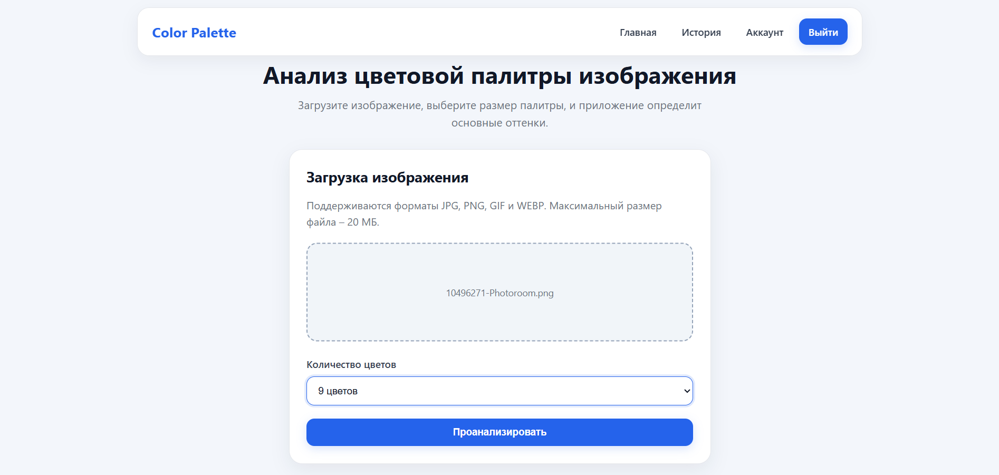 Color Palette
Главная
История
Аккаунт
Выйти
Анализ цветовой палитры изображения
Загрузите изображение, выберите размер палитры, и приложение определит
основные оттенки.
Загрузка изображения
Поддерживаются форматы JPG, PNG, GIF и WEBP. Максимальный размер
файла – 20 МБ.
10496271-Photoroom.png
Количество цветов
9 цветов
Проанализировать